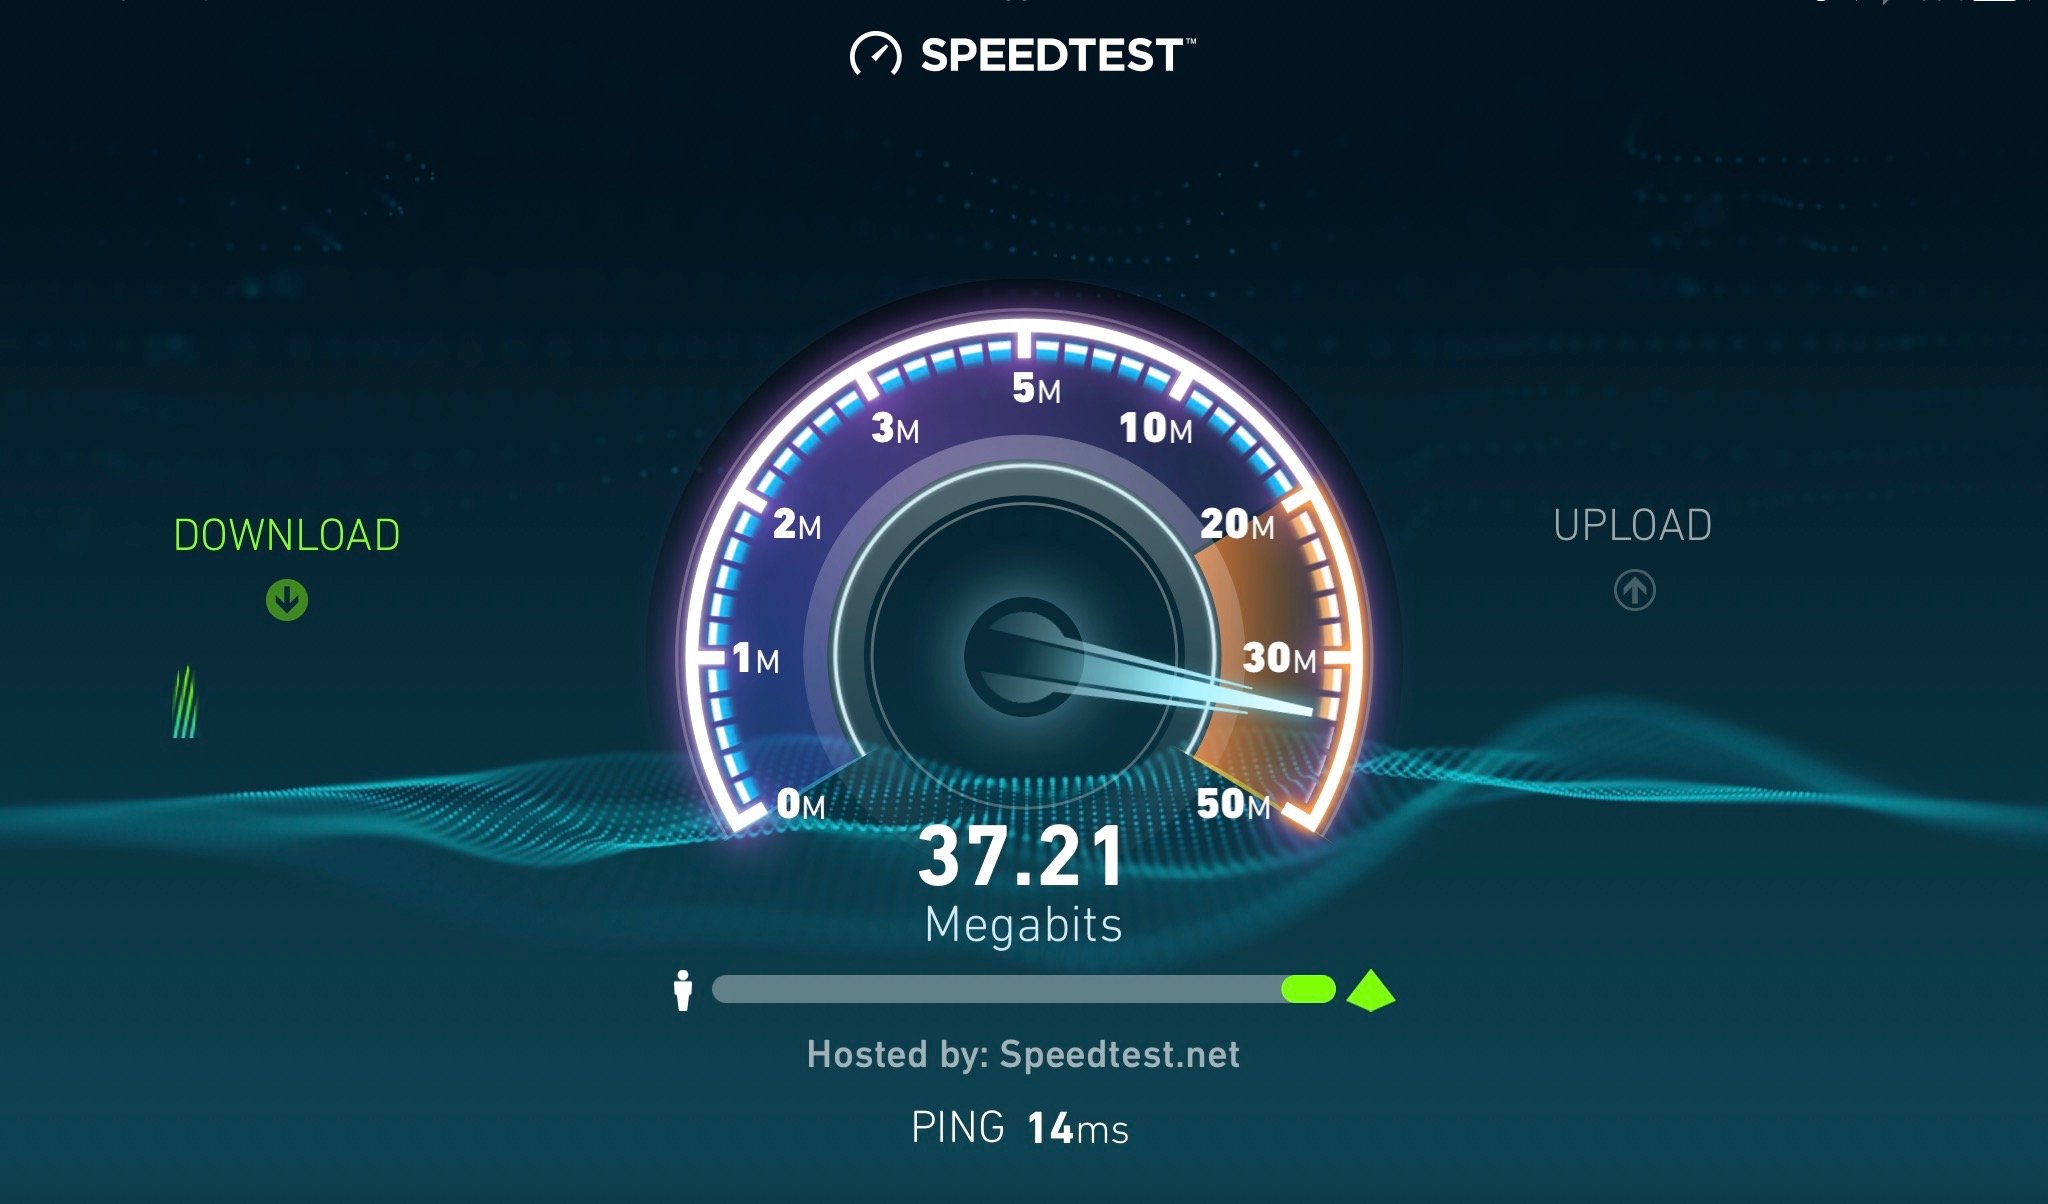 SPEEDTEST™
5M
3M
10M
2M
20M
DOWNLOAD
UPLOAD
1M
30M
0M
50M
37.21
Megabits
Hosted by: Speedtest.net
PING 14ms